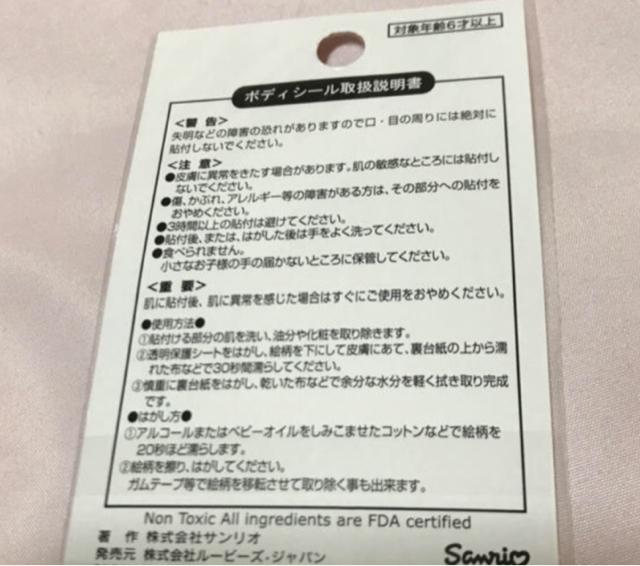 対象年齢6才以上
ボディシール取扱説明書
<警 告>
失明などの障害の恐れがありますので口・目の周りには絶対に
貼付しないでください。
<注 意>
●皮膚に異常をきたす場合があります。肌の敏感なところには貼付し
ないでください。
●傷、かぶれ、アレルギー等の障害がある方は、その部分への貼付を
おやめください。
●3時間以上の貼付は避けてください。
●貼付後、または、はがした後は手をよく洗ってください。
●食べられません。
小さなお子様の手の届かないところに保管してください。
<重 要>
肌に貼付後、肌に異常を感じた場合はすぐにご使用をおやめください。
●使用方法●
①貼付ける部分の肌を洗い、油分や化粧を取り除きます。
②透明保護シートをはがし、絵柄を下にして皮膚にあて、裏台紙の上から濡
れた布などで30秒間濡らしてください。
③慎重に裏台紙をはがし、乾いた布などで余分な水分を軽く拭き取り完成
です。
●はがし方●
①アルコールまたはベビーオイルをしみこませたコットンなどで絵柄を
20秒ほど濡らします。
②絵柄を擦り、はがしてください。
ガムテープ等で絵柄を移転させて取り除く事も出来ます。
Non Toxic All ingredients are FDA certified
著 作 株式会社サンリオ
発売元 株式会社ルービーズ・ジャパン
Sanrio